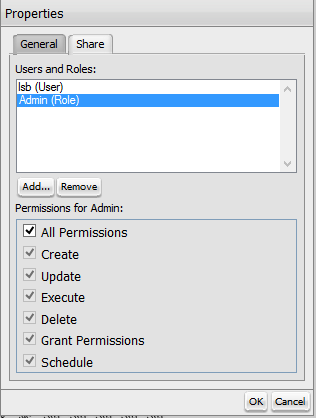 Properties
General Share
Users and Roles:
lsb (User)
Admin (Role)
Add... Remove
Permissions for Admin:
All Permissions
Create
Update
Execute
Delete
Grant Permissions
Schedule
OK Cancel